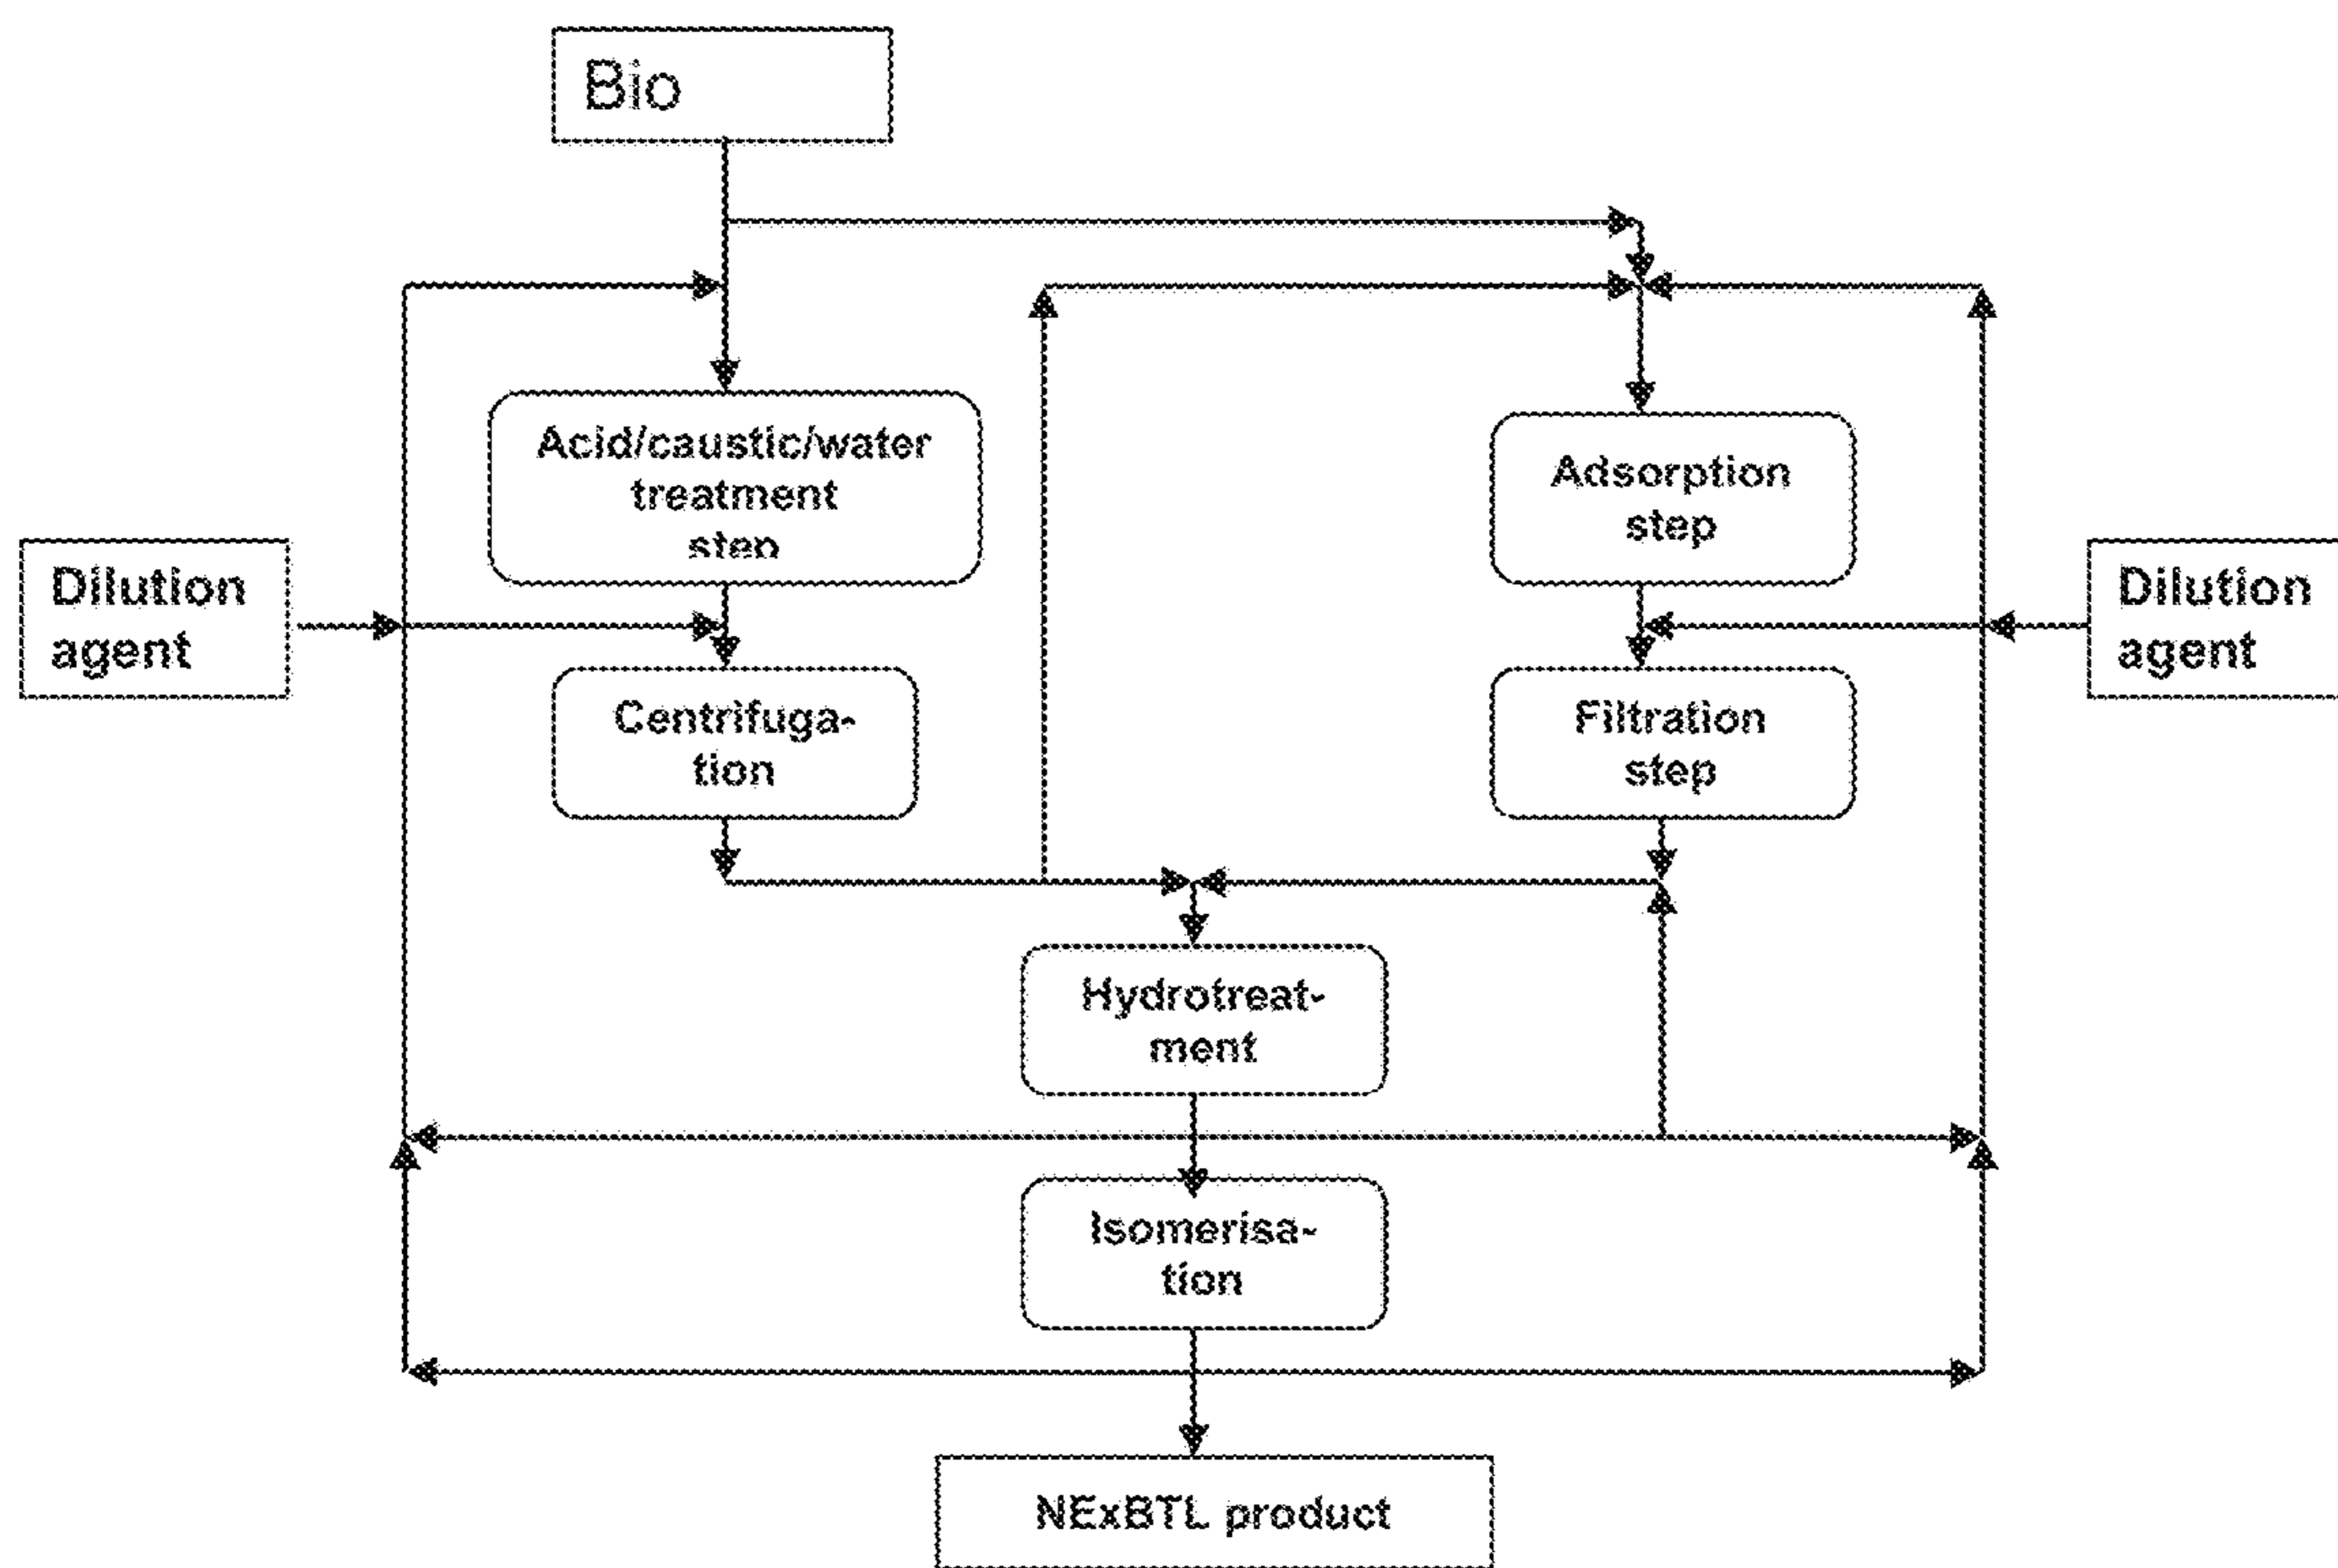 Bio
Acid/caustic/water
treatment
step
Adsorption
step
Dilution
agent
Dilution
agent
Centrifuga-
tion
Filtration
step
Hydrotreat-
ment
Isomerisa-
tion
NExBTL product